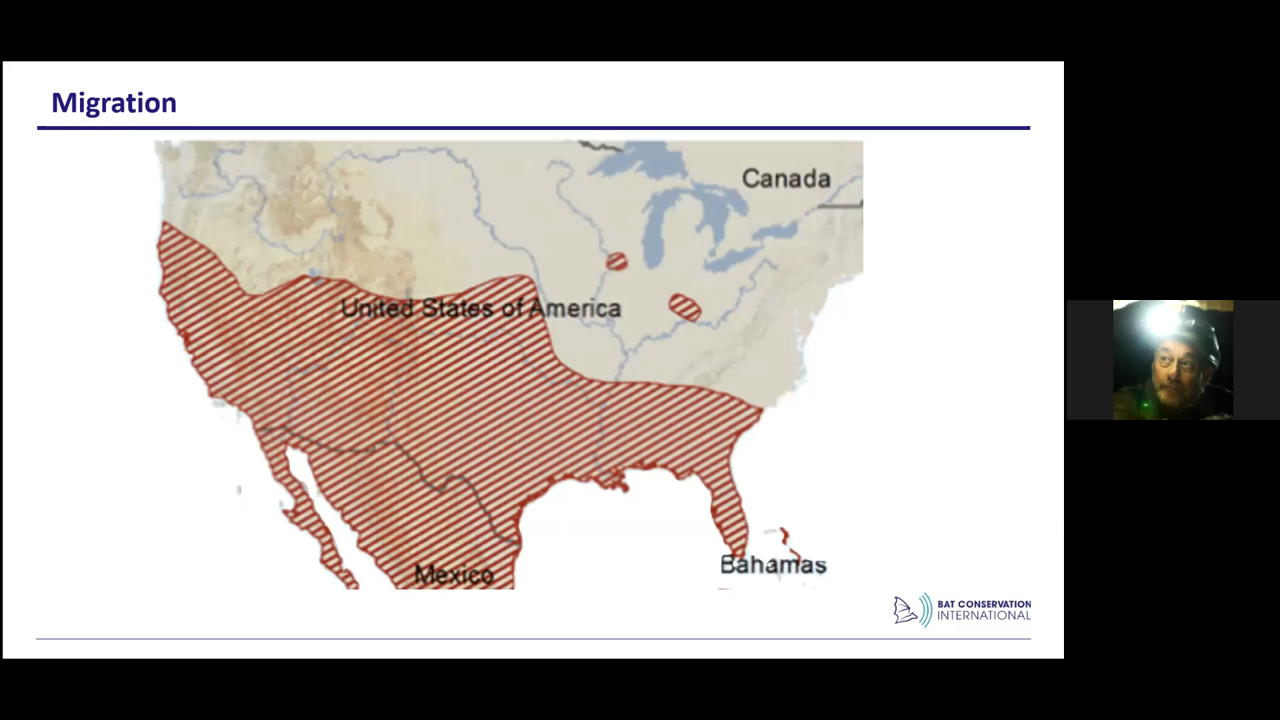 Migration
Canada
United States of America
Mexico
Bahamas
BAT CONSERVATION
INTERNATIONAL